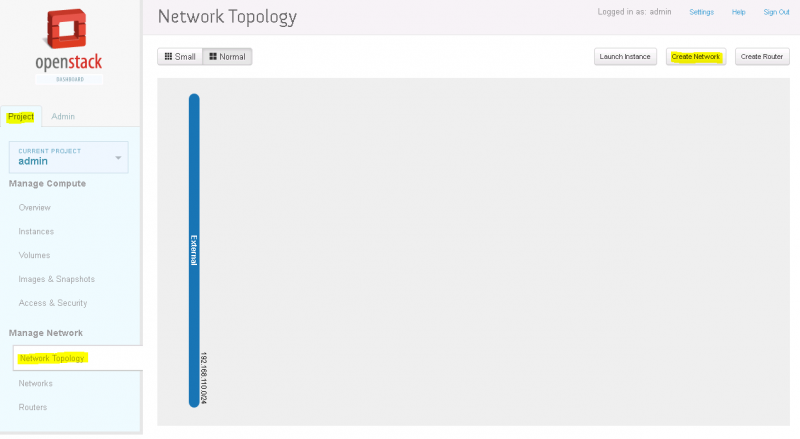 openstack
DASHBOARD
Project
Admin
CURRENT PROJECT
admin
Manage Compute
Overview
Instances
Volumes
Images & Snapshots
Access & Security
Manage Network
Network Topology
Networks
Routers
Network Topology
Logged in as: admin
Settings
Help
Sign Out
Small
Normal
Launch Instance
Create Network
Create Router
External
192.168.110.0/24